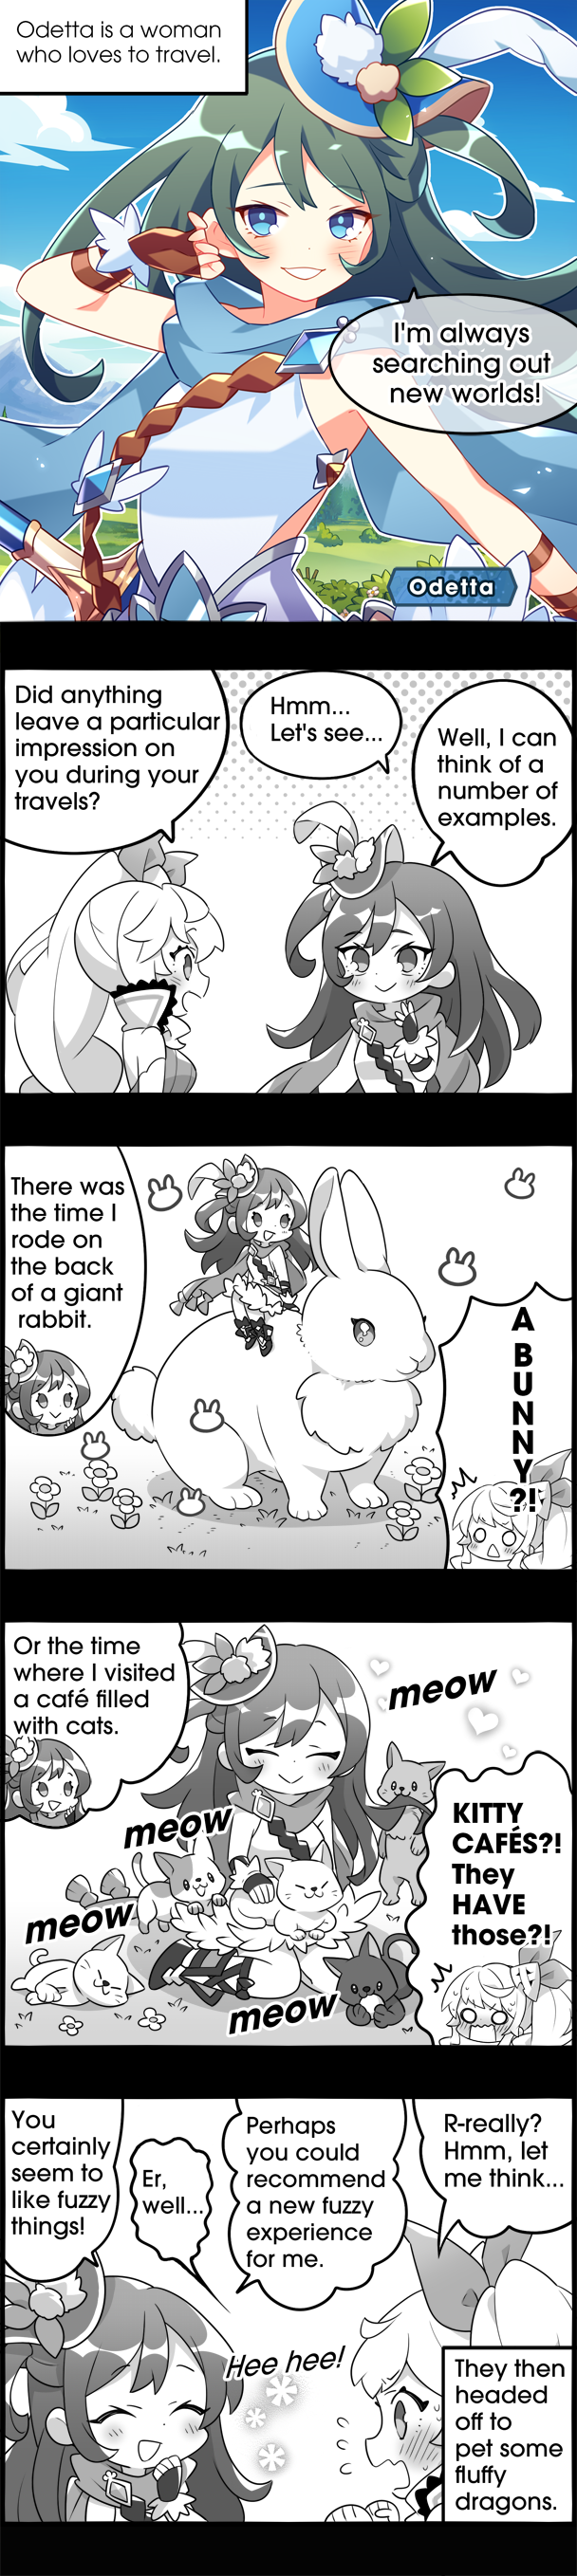 Odetta is a woman
who loves to travel.
I'm always
searching out
new worlds!
Odetta
Did anything
leave a particular
impression on
you during your
travels?
Hmm...
Let's see...
Well, I can
think of a
number of
examples.
There was
the time I
rode on
the back
of a giant
rabbit.
A
BUNNY
?!
Or the time
where I visited
a café filled
with cats.
meow
meow
meow
meow
KITTY
CAFÉS?!
They
HAVE
those?!
You
certainly
seem to
like fuzzy
things!
Er,
well...
Perhaps
you could
recommend
a new fuzzy
experience
for me.
R-really?
Hmm, let
me think...
Hee hee!
They then
headed
off to
pet some
fluffy
dragons.